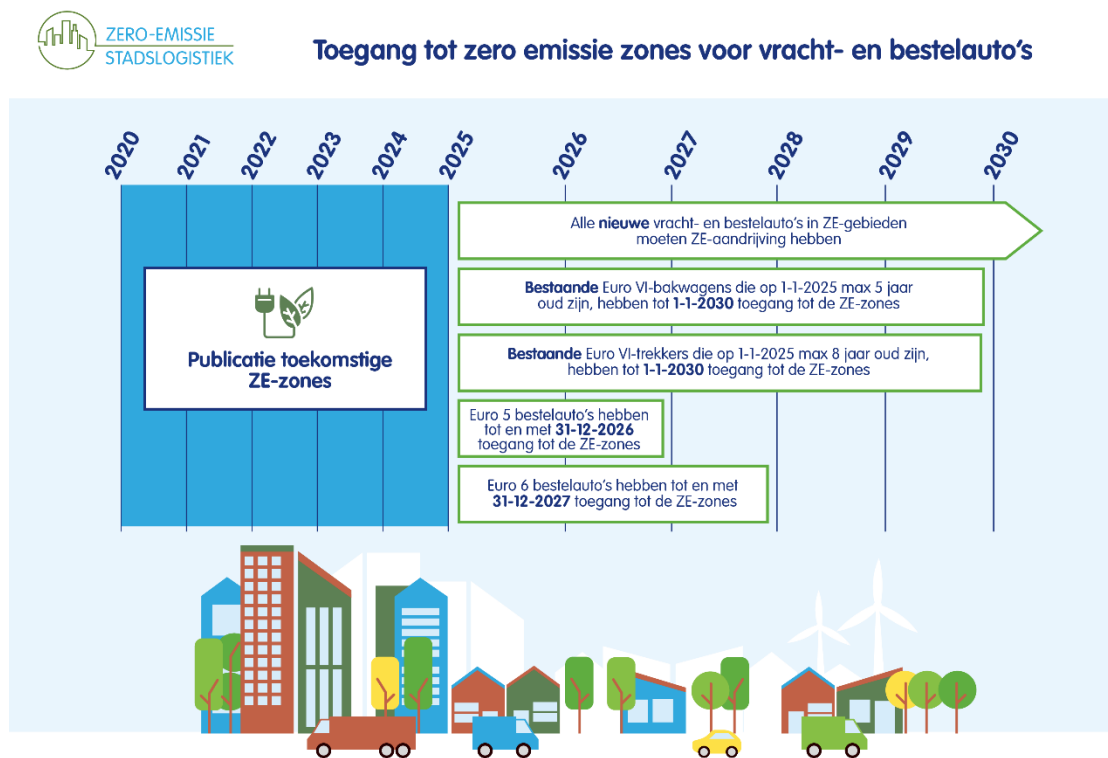 ZERO-EMISSIE
STADSLOGISTIEK
Toegang tot zero emissie zones voor vracht- en bestelauto's
2020
2021
2022
2023
2024
2025
2026
2027
2028
2029
2030
Alle nieuwe vracht- en bestelauto's in ZE-gebieden
moeten ZE-aandrijving hebben
Bestaande Euro VI-bakwagens die op 1-1-2025 max 5 jaar
oud zijn, hebben tot 1-1-2030 toegang tot de ZE-zones
Publicatie toekomstige
ZE-zones
Bestaande Euro VI-trekkers die op 1-1-2025 max 8 jaar oud zijn,
hebben tot 1-1-2030 toegang tot de ZE-zones
Euro 5 bestelauto's hebben
tot en met 31-12-2026
toegang tot de ZE-zones
Euro 6 bestelauto's hebben tot en met
31-12-2027 toegang tot de ZE-zones